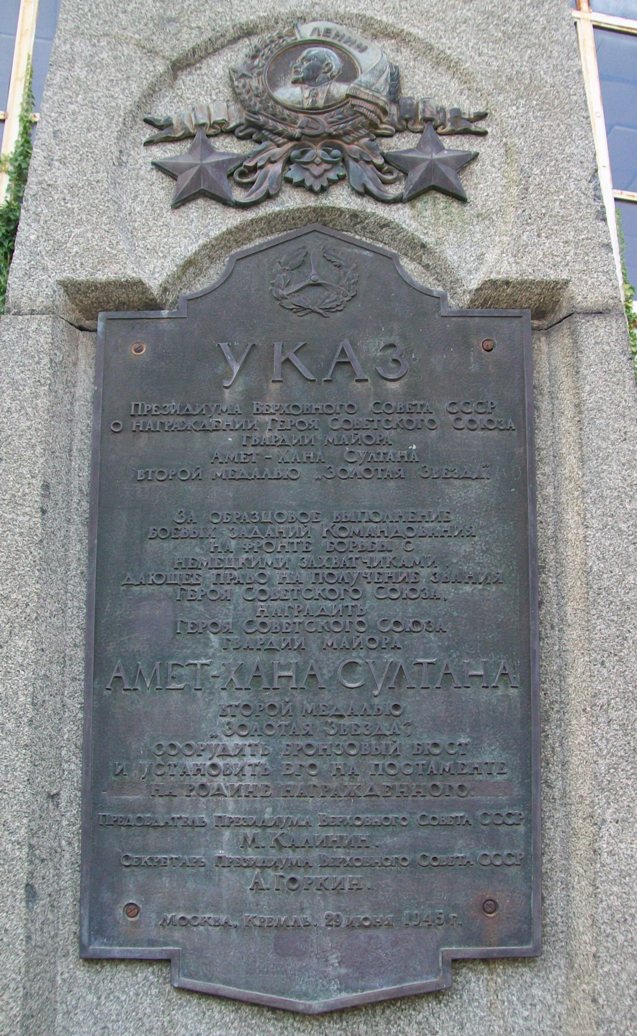 ЛЕНИН
УКАЗ
ПРЕЗИДИУМА ВЕРХОВНОГО СОВЕТА СССР
О НАГРАЖДЕНИИ ГЕРОЯ СОВЕТСКОГО СОЮЗА
ГВАРДИИ МАЙОРА
АМЕТ-ХАНА СУЛТАНА
ВТОРОЙ МЕДАЛЬЮ „ЗОЛОТАЯ ЗВЕЗДА"
ЗА ОБРАЗЦОВОЕ ВЫПОЛНЕНИЕ
БОЕВЫХ ЗАДАНИЙ КОМАНДОВАНИЯ
НА ФРОНТЕ БОРЬБЫ С
НЕМЕЦКИМИ ЗАХВАТЧИКАМИ,
ДАЮЩЕЕ ПРАВО НА ПОЛУЧЕНИЕ ЗВАНИЯ
ГЕРОЯ СОВЕТСКОГО СОЮЗА,
НАГРАДИТЬ
ГЕРОЯ СОВЕТСКОГО СОЮЗА,
ГВАРДИИ МАЙОРА
АМЕТ-ХАНА СУЛТАНА
ВТОРОЙ МЕДАЛЬЮ
„ЗОЛОТАЯ ЗВЕЗДА".
СООРУДИТЬ БРОНЗОВЫЙ БЮСТ
И УСТАНОВИТЬ ЕГО НА ПОСТАМЕНТЕ
НА РОДИНЕ НАГРАЖДЕННОГО.
ПРЕДСЕДАТЕЛЬ ПРЕЗИДИУМА ВЕРХОВНОГО СОВЕТА СССР
М. КАЛИНИН.
СЕКРЕТАРЬ ПРЕЗИДИУМА ВЕРХОВНОГО СОВЕТА СССР
А. ГОРКИН.
МОСКВА, КРЕМЛЬ. 29 ИЮНЯ 1945 Г.